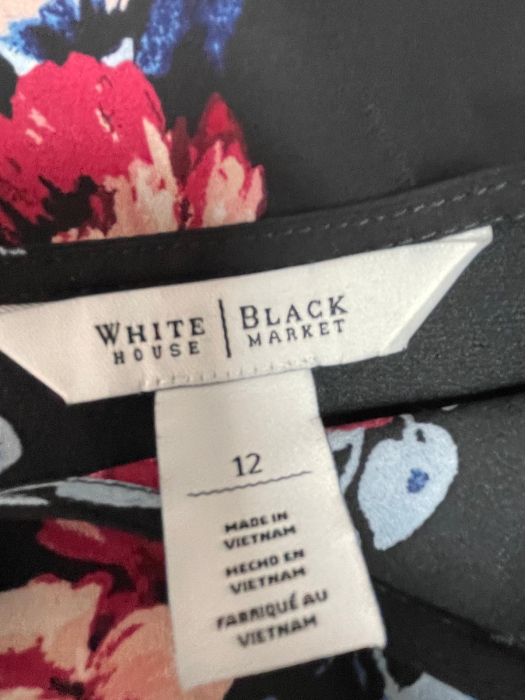 WHITE | BLACK
HOUSE MARKET
12
MADE IN
VIETNAM
HECHO EN
VIETNAM
FABRIQUÉ AU
VIETNAM